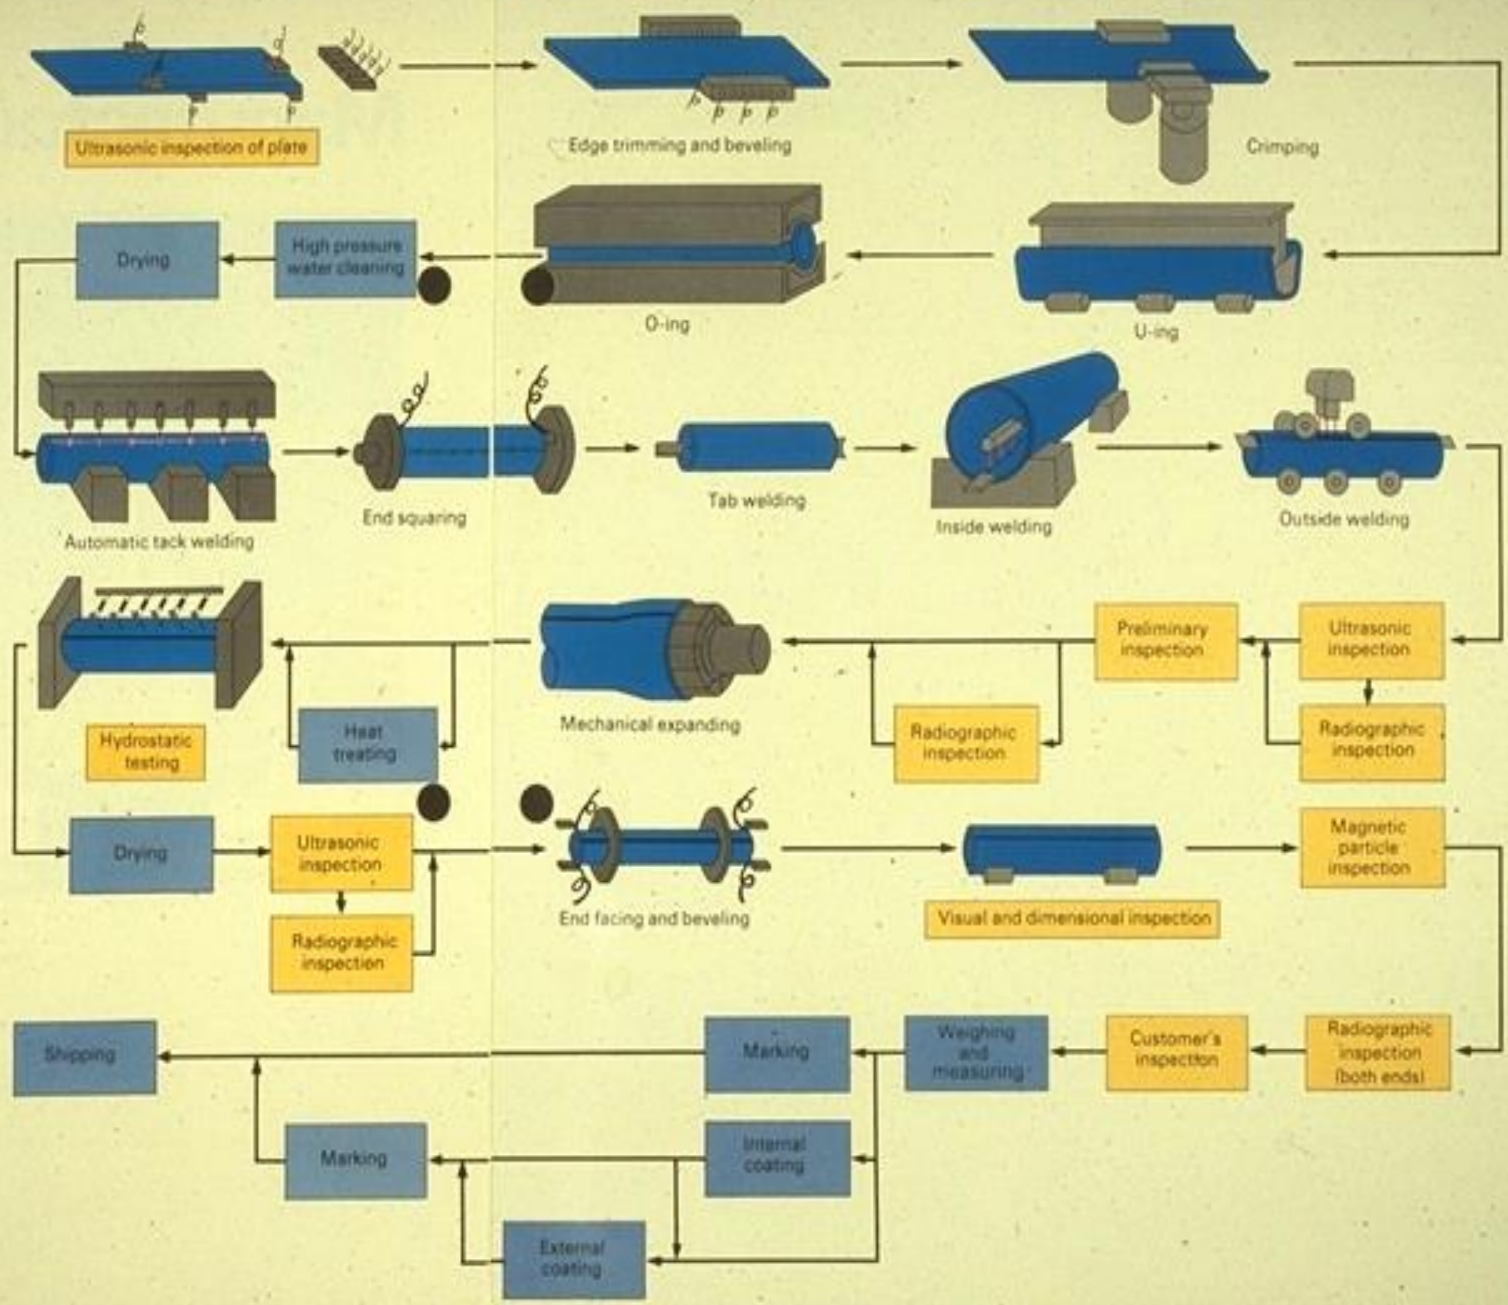 Ultrasonic inspection of plate
Edge trimming and beveling
Crimping
Drying
High pressure
water cleaning
O-ing
U-ing
Automatic tack welding
End squaring
Tab welding
Inside welding
Outside welding
Hydrostatic
testing
Heat
treating
Mechanical expanding
Radiographic
inspection
Preliminary
inspection
Ultrasonic
inspection
Radiographic
inspection
Drying
Ultrasonic
inspection
Radiographic
inspection
End facing and beveling
Visual and dimensional inspection
Magnetic
particle
inspection
Shipping
Marking
Weighing
and
measuring
Customer's
inspection
Radiographic
inspection
(both ends)
Marking
Internal
coating
External
coating